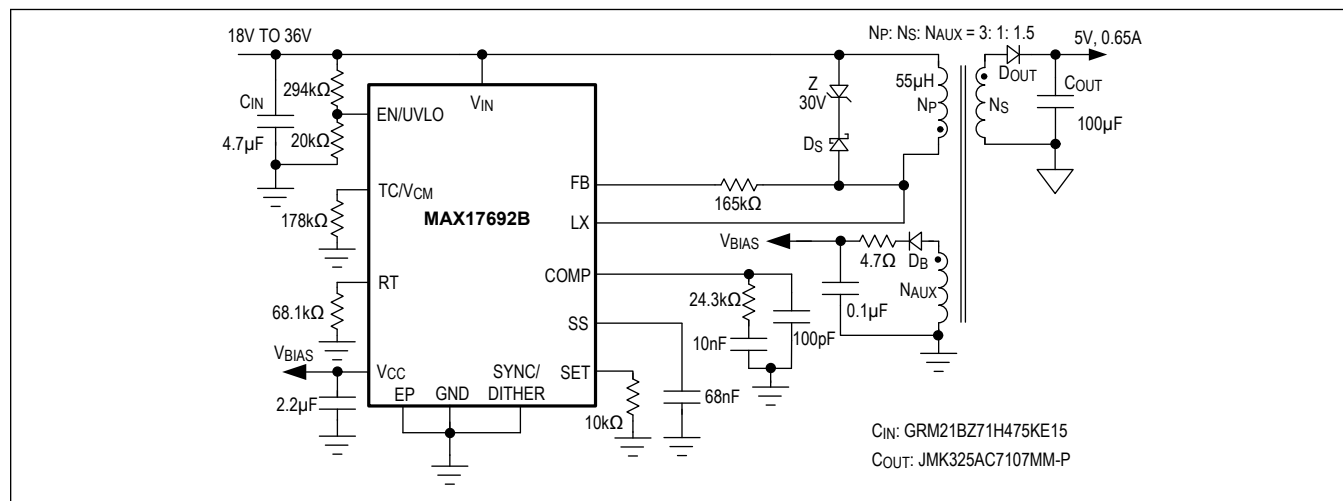 18V TO 36V
NP: NS: NAUX = 3: 1: 1.5
5V, 0.65A
DOUT
294kΩ
VIN
Z
30V
55µH
NP
NS
COUT
100µF
CIN
4.7µF
EN/UVLO
20kΩ
DS
FB
165kΩ
TC/VCM
178kΩ
MAX17692B
LX
VBIAS
4.7Ω
DB
NAUX
COMP
RT
24.3kΩ
0.1µF
68.1kΩ
SS
10nF
100pF
VBIAS
VCC
SYNC/
DITHER
SET
EP
GND
2.2µF
10kΩ
68nF
CIN: GRM21BZ71H475KE15
COUT: JMK325AC7107MM-P